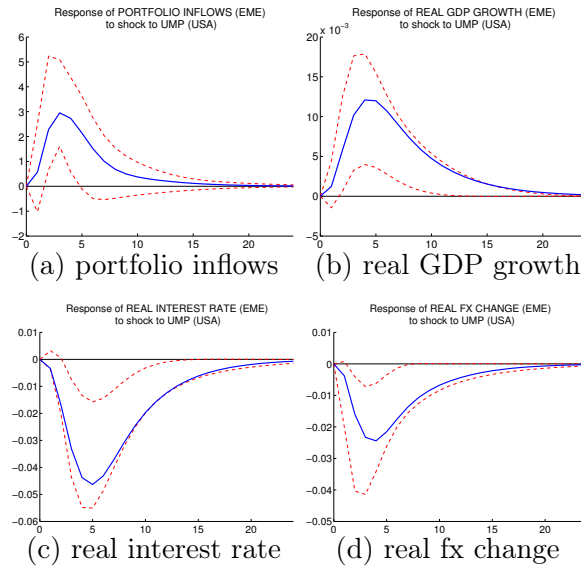 Response of PORTFOLIO INFLOWS (EME)
to shock to UMP (USA)
6
5
4
3
2
1
0
−1
−2
0 5 10 15 20
(a) portfolio inflows
Response of REAL GDP GROWTH (EME)
to shock to UMP (USA)
20 x 10⁻³
15
10
5
0
−5
0 5 10 15 20
(b) real GDP growth
Response of REAL INTEREST RATE (EME)
to shock to UMP (USA)
0.01
0
−0.01
−0.02
−0.03
−0.04
−0.05
−0.06
0 5 10 15 20
(c) real interest rate
Response of REAL FX CHANGE (EME)
to shock to UMP (USA)
0.01
0
−0.01
−0.02
−0.03
−0.04
−0.05
0 5 10 15 20
(d) real fx change